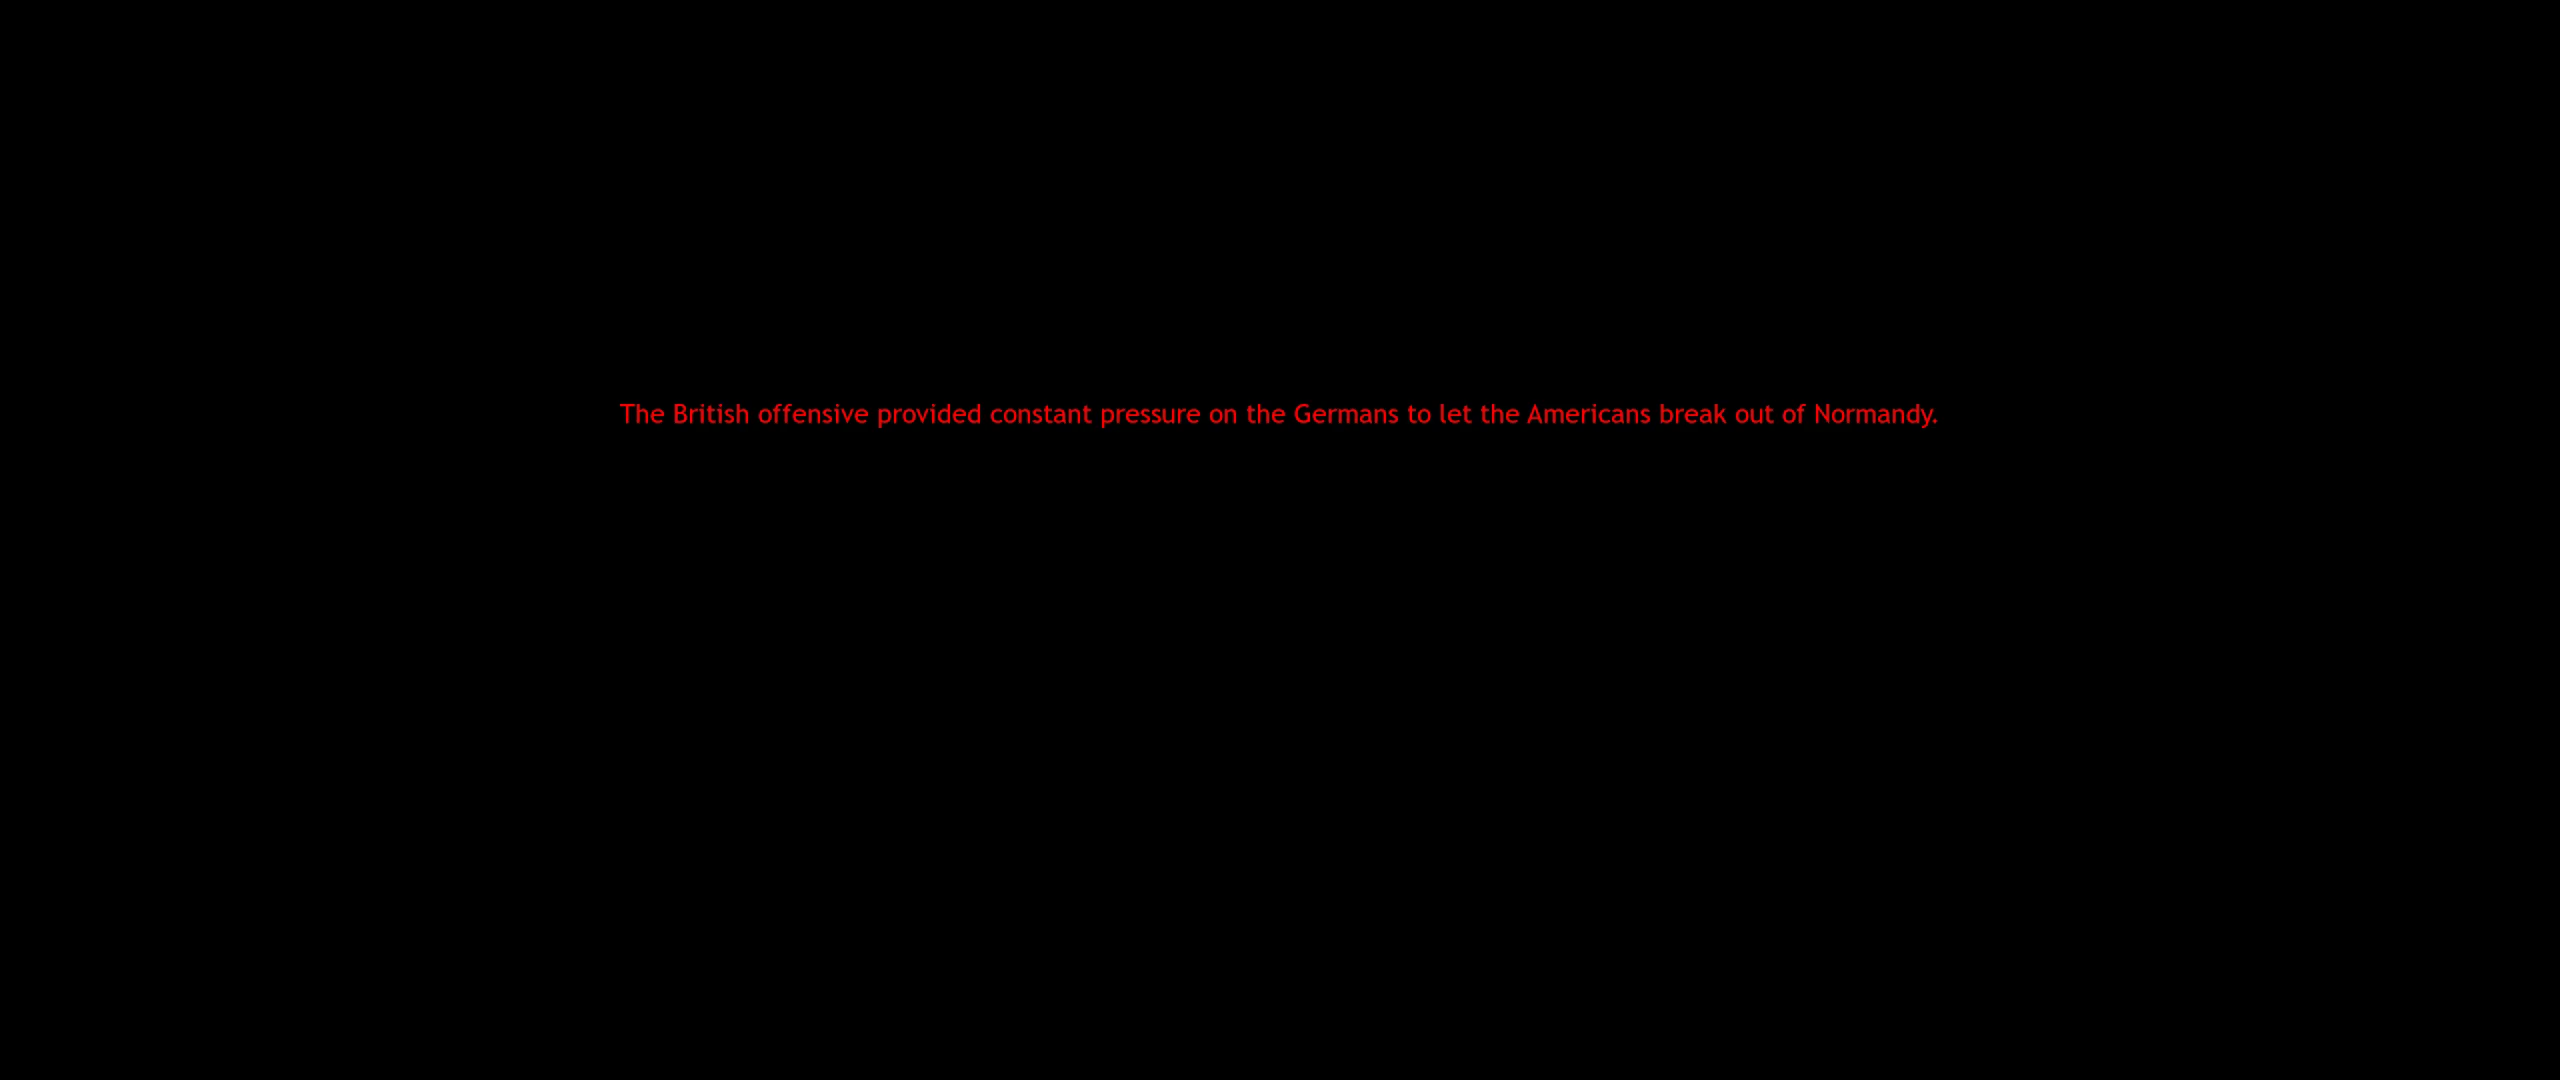 The British offensive provided constant pressure on the Germans to let the Americans break out of Normandy.